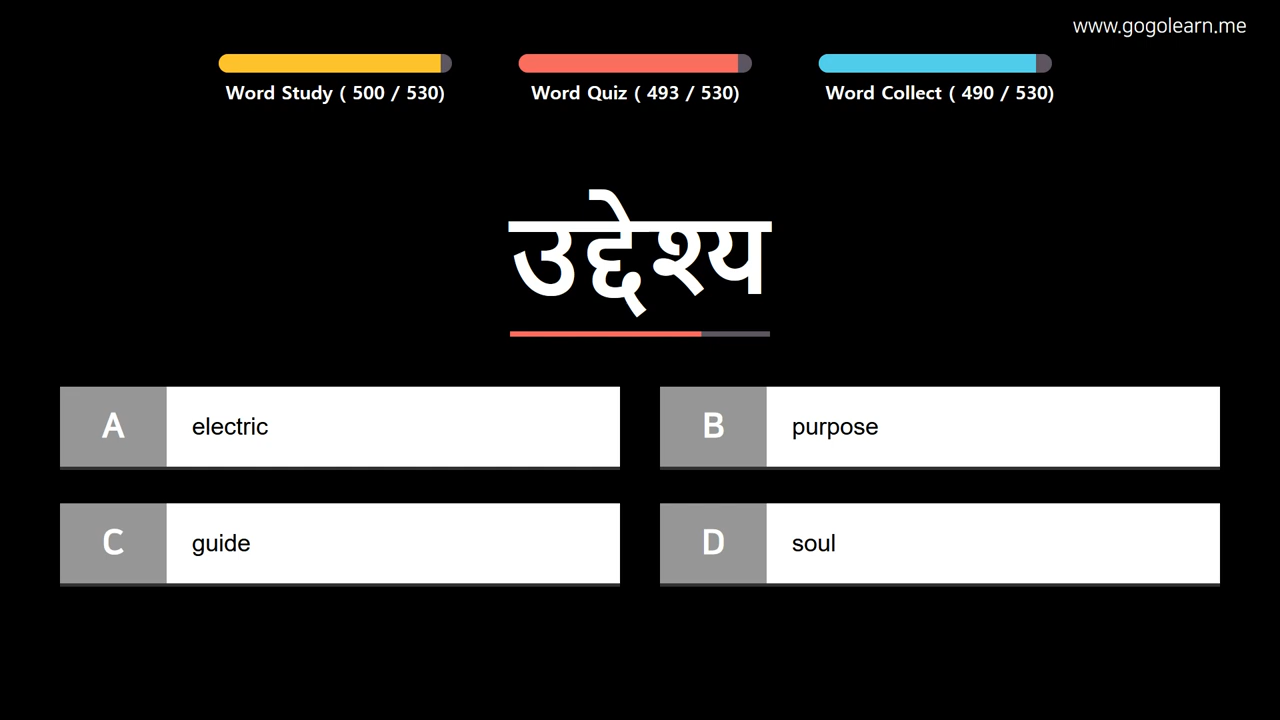 www.gogolearn.me
Word Study ( 500 / 530)
Word Quiz ( 493 / 530)
Word Collect ( 490 / 530)
उद्देश्य
A electric
B purpose
C guide
D soul